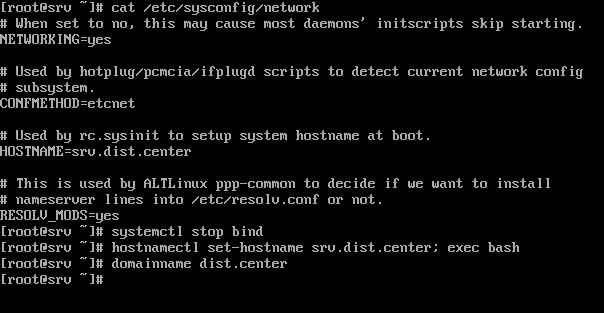 [root@srv ~]# cat /etc/sysconfig/network
# When set to no, this may cause most daemons' initscripts skip starting.
NETWORKING=yes

# Used by hotplug/pcmcia/ifplugd scripts to detect current network config
# subsystem.
CONFMETHOD=etcnet

# Used by rc.sysinit to setup system hostname at boot.
HOSTNAME=srv.dist.center

# This is used by ALTLinux ppp-common to decide if we want to install
# nameserver lines into /etc/resolv.conf or not.
RESOLV_MODS=yes
[root@srv ~]# systemctl stop bind
[root@srv ~]# hostnamectl set-hostname srv.dist.center; exec bash
[root@srv ~]# domainname dist.center
[root@srv ~]#